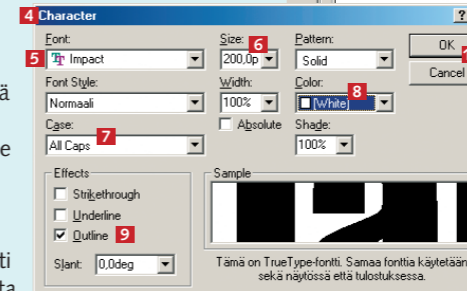 4 Character ?
Font: Size: Pattern:
5 Impact 6 200,0p Solid OK
Font Style: Width: Color: Cancel
Normaali 100% 8 [White]
Case: 7 Absolute Shade:
All Caps 100%
Effects Sample
Strikethrough
Underline
Outline 9
Slant: 0,0deg
Tämä on TrueType-fontti. Samaa fonttia käytetään
sekä näytössä että tulostuksessa.